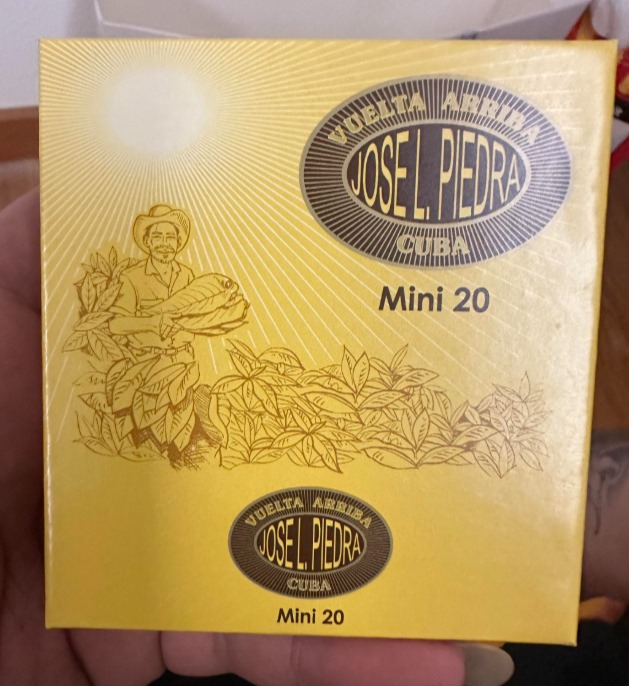 VUELTA ARRIBA
JOSE L. PIEDRA
CUBA
Mini 20
VUELTA ARRIBA
JOSE L. PIEDRA
CUBA
Mini 20